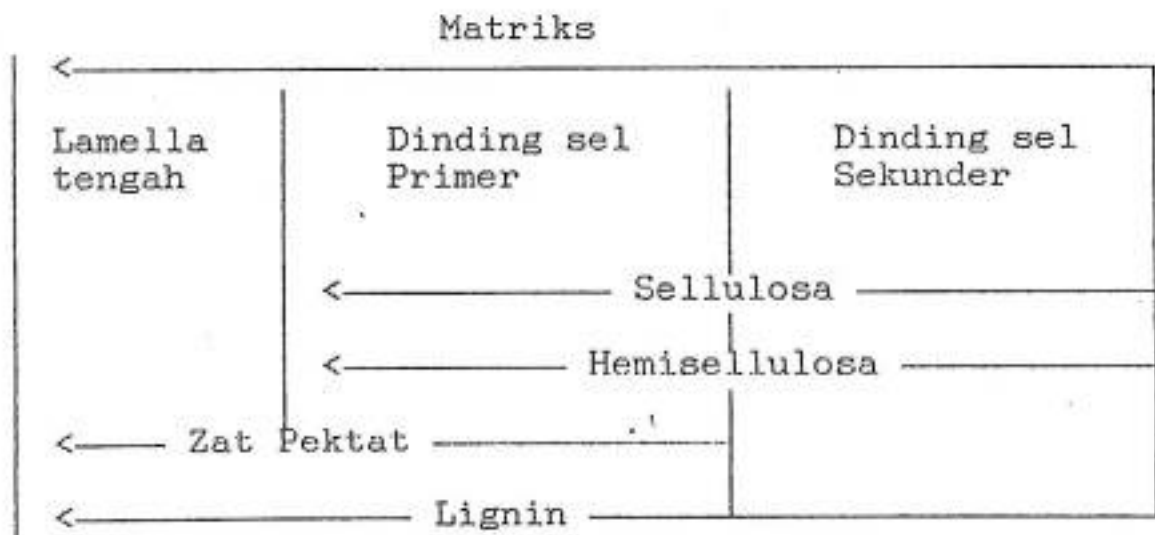 Matriks
Lamella
tengah
Dinding sel
Primer
Dinding sel
Sekunder
Sellulosa
Hemisellulosa
Zat Pektat
Lignin